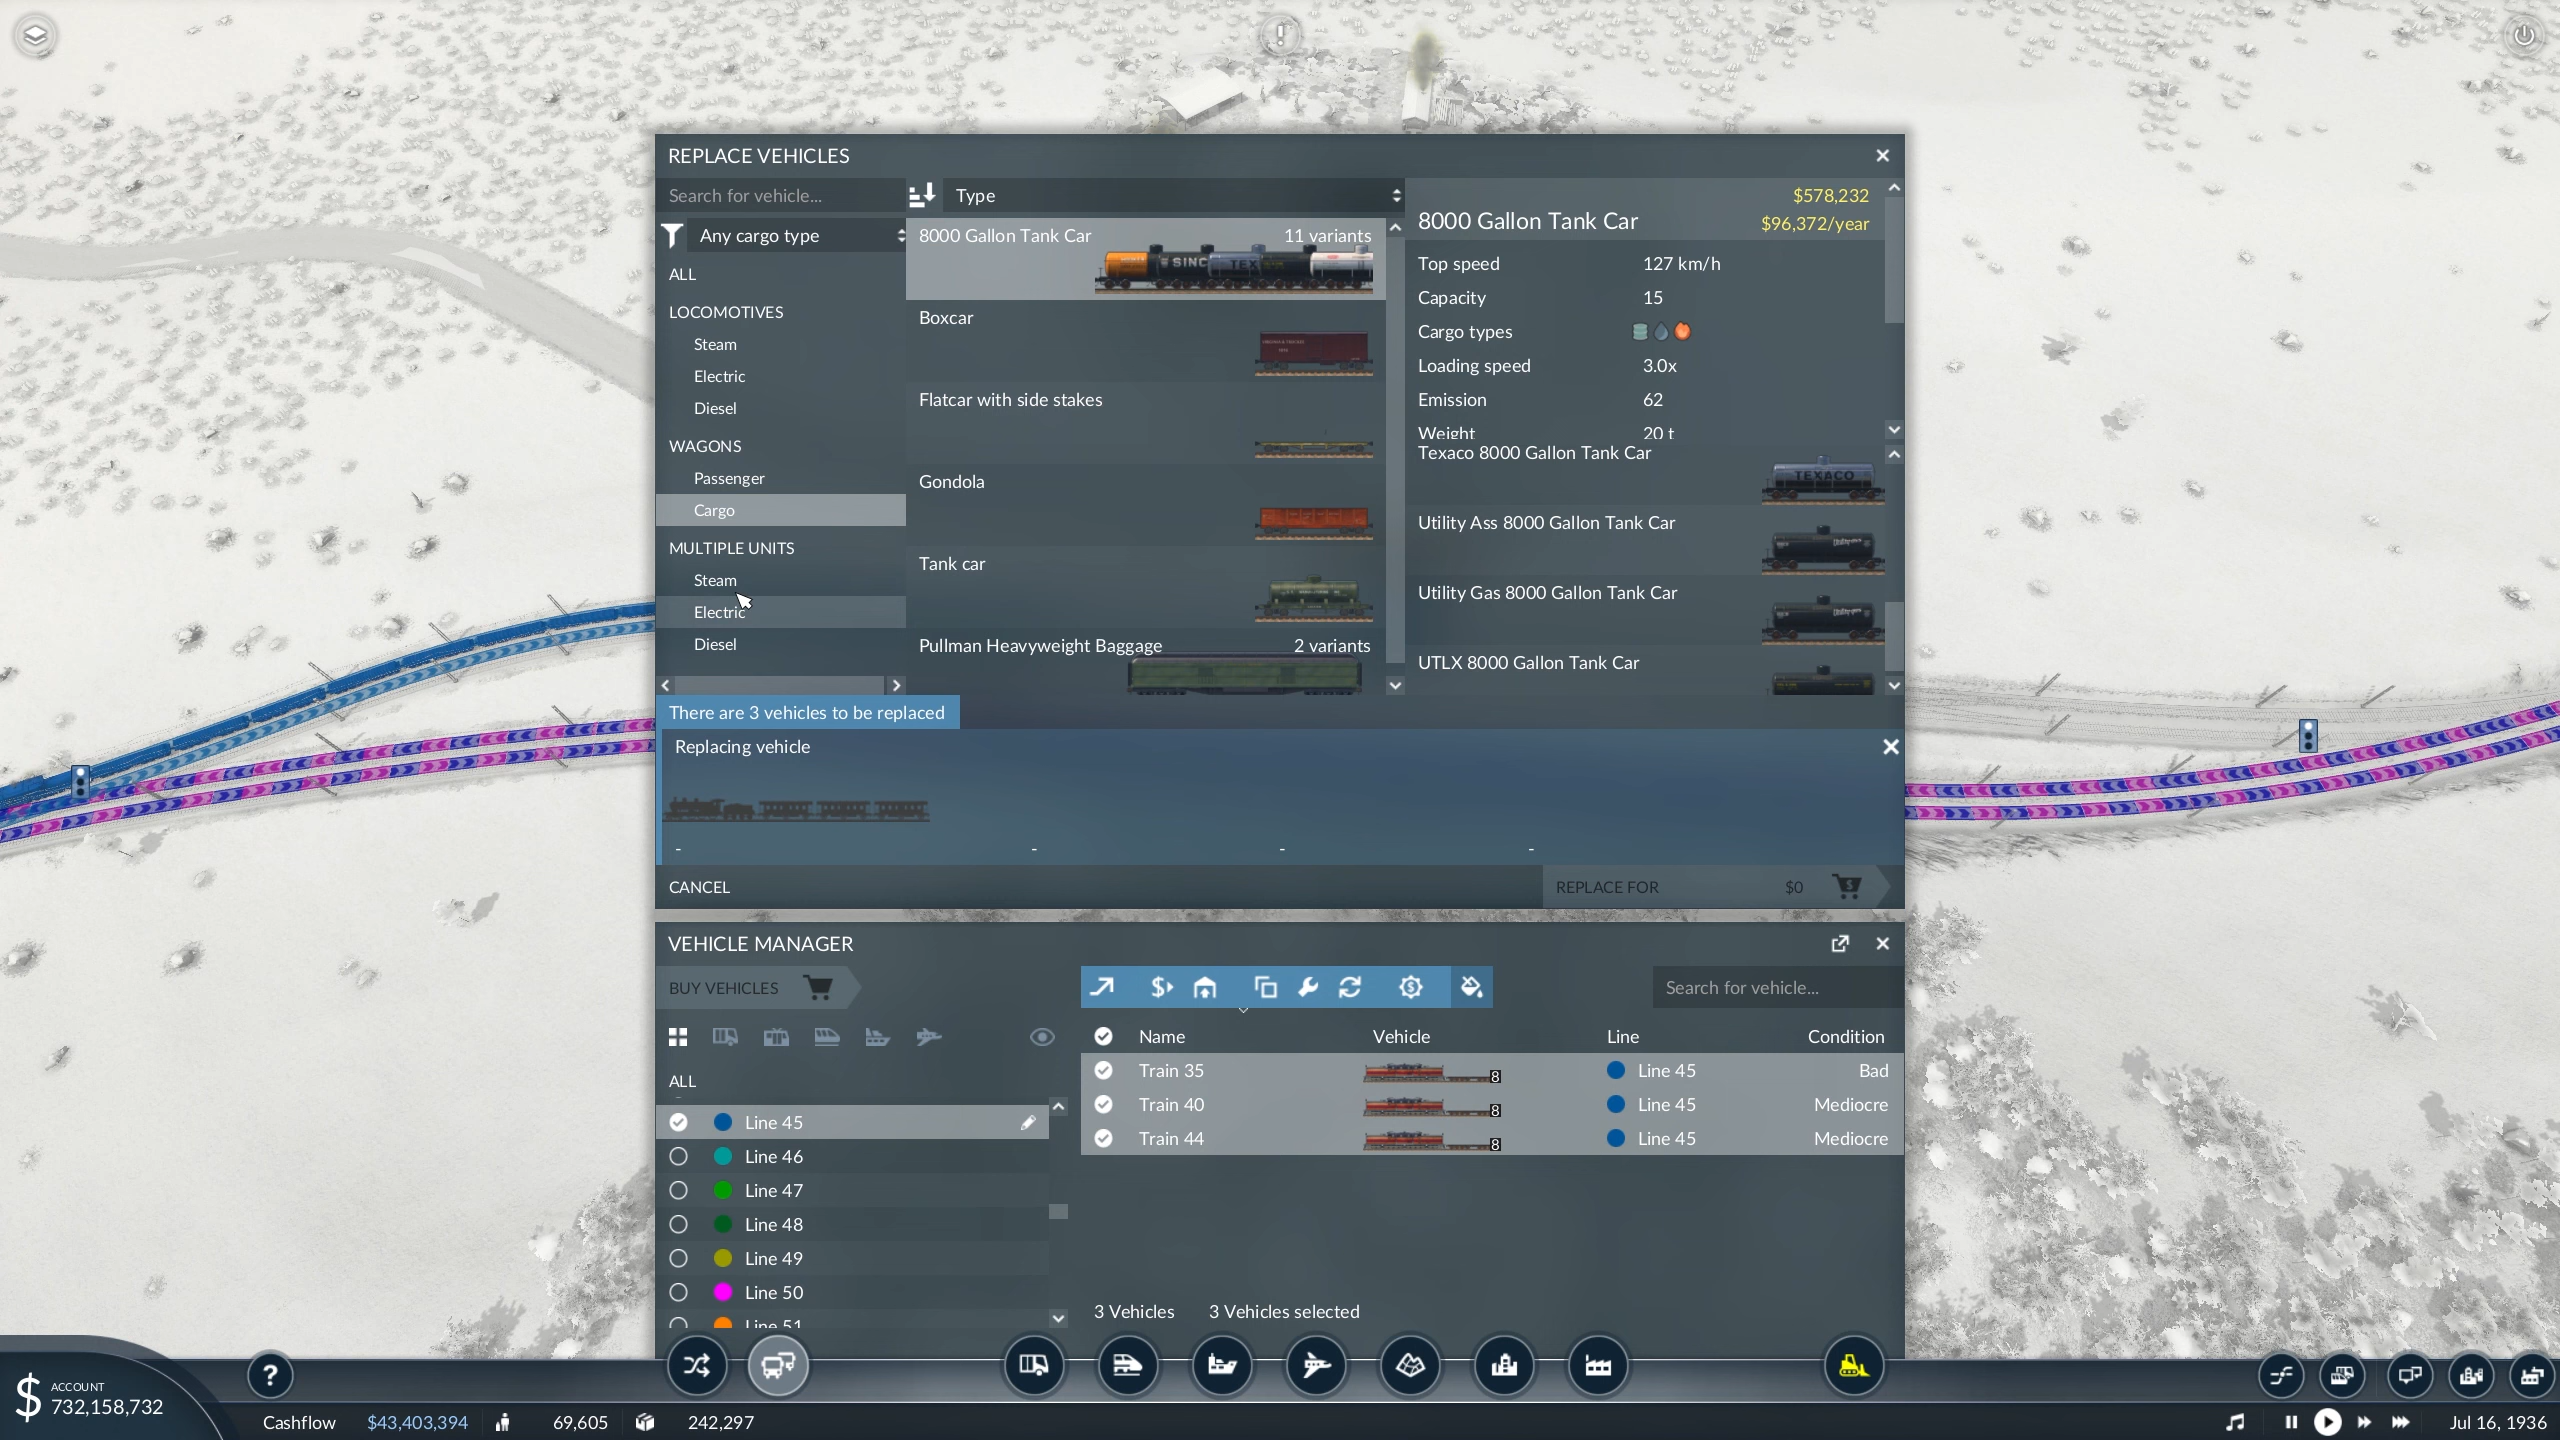 REPLACE VEHICLES
Search for vehicle...
Type
Any cargo type
ALL
LOCOMOTIVES
Steam
Electric
Diesel
WAGONS
Passenger
Cargo
MULTIPLE UNITS
Steam
Electric
Diesel
8000 Gallon Tank Car 11 variants
SINC
TEX
Boxcar
Flatcar with side stakes
Gondola
Tank car
Pullman Heavyweight Baggage 2 variants
$578,232
8000 Gallon Tank Car
$96,372/year
Top speed 127 km/h
Capacity 15
Cargo types
Loading speed 3.0x
Emission 62
Weight 20 t
Texaco 8000 Gallon Tank Car
TEXACO
Utility Ass 8000 Gallon Tank Car
Utility Gas 8000 Gallon Tank Car
UTLX 8000 Gallon Tank Car
There are 3 vehicles to be replaced
Replacing vehicle
- - - -
CANCEL
REPLACE FOR $0
VEHICLE MANAGER
BUY VEHICLES
Search for vehicle...
ALL
Line 45
Line 46
Line 47
Line 48
Line 49
Line 50
Line 51
Name Vehicle Line Condition
Train 35 8 Line 45 Bad
Train 40 8 Line 45 Mediocre
Train 44 8 Line 45 Mediocre
3 Vehicles 3 Vehicles selected
ACCOUNT
$ 732,158,732
?
Cashflow $43,403,394 69,605 242,297
Jul 16, 1936